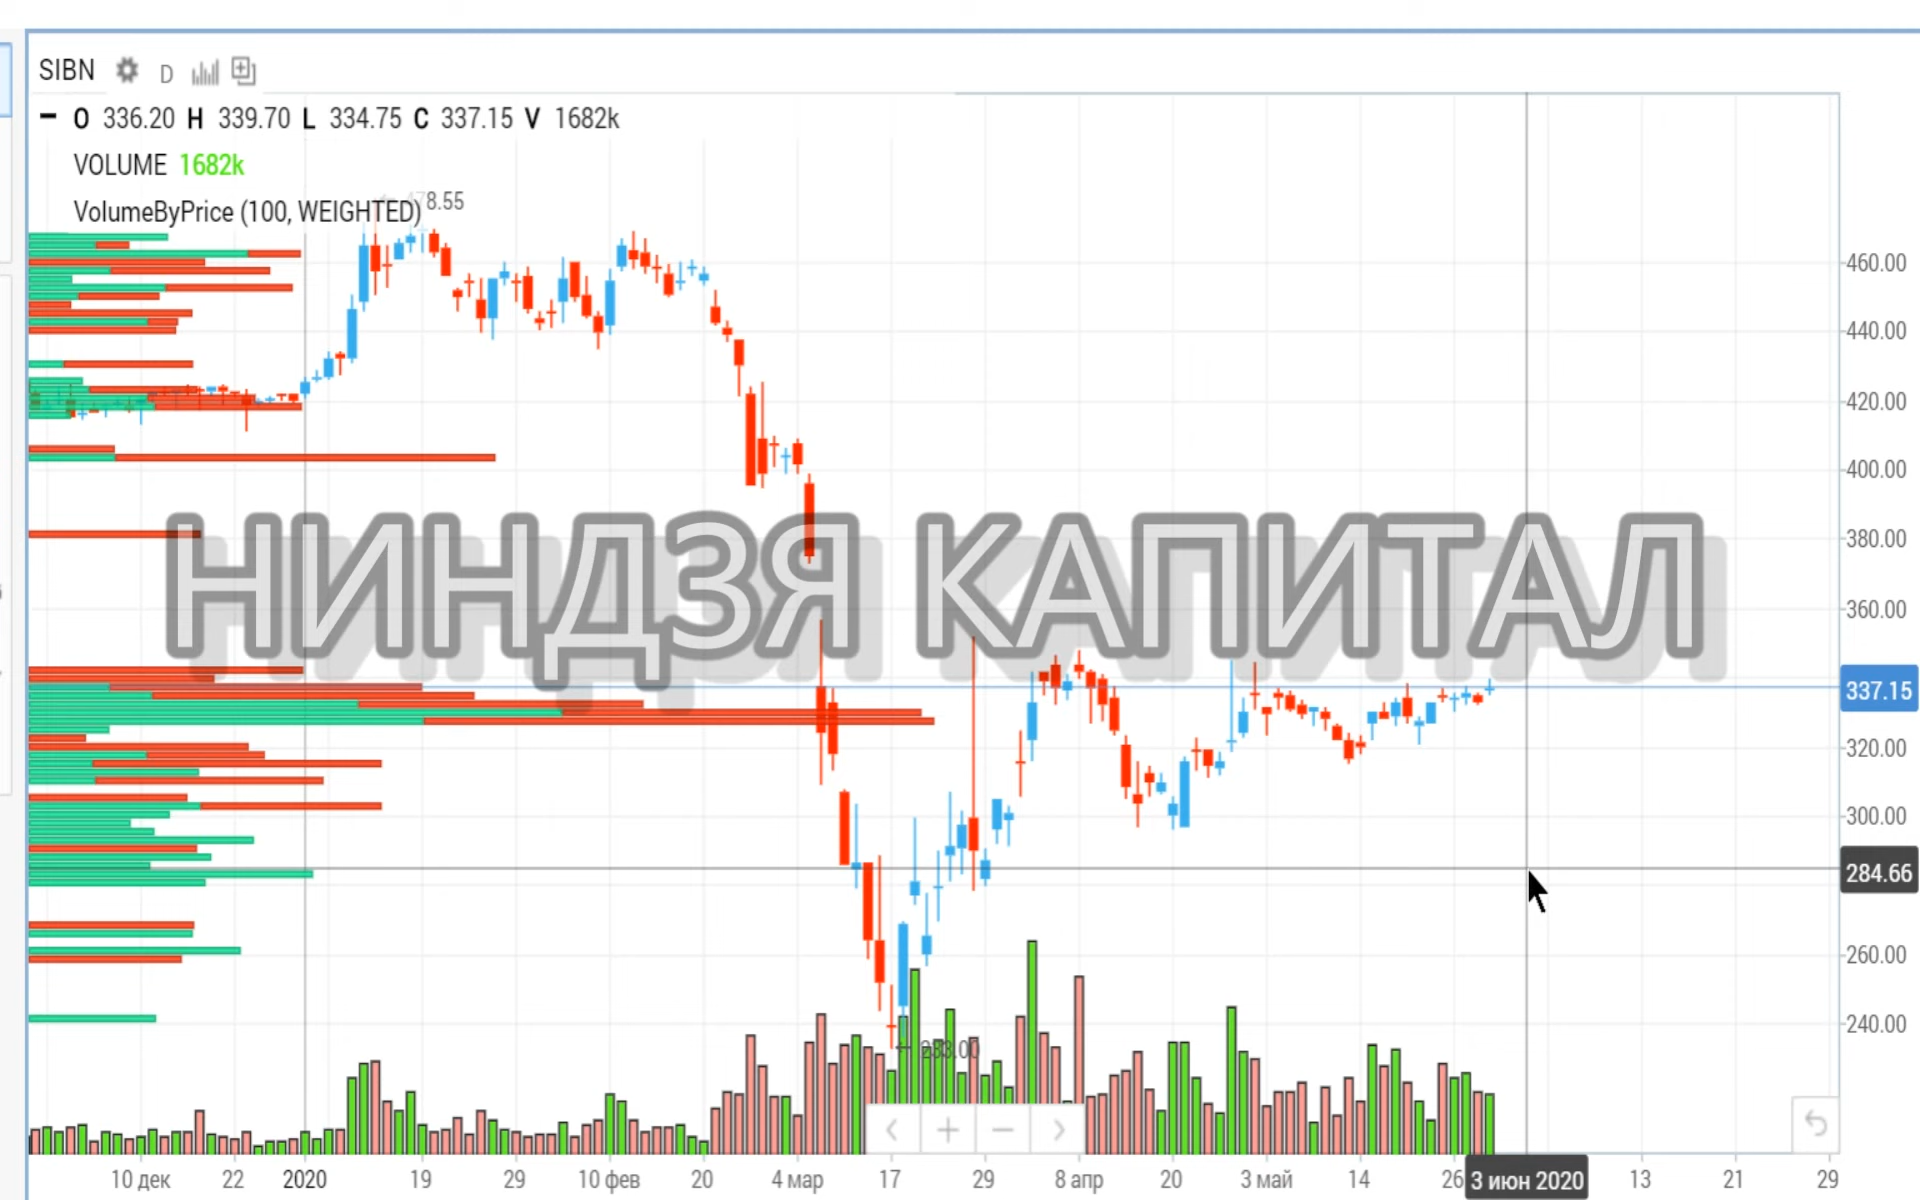 SIBN D
O 336.20 H 339.70 L 334.75 C 337.15 V 1682k
VOLUME 1682k
VolumeByPrice (100, WEIGHTED)
460.00
440.00
420.00
400.00
380.00
НИНДЗЯ КАПИТАЛ
360.00
337.15
320.00
300.00
284.66
260.00
240.00
233.00
10 дек 22 2020 19 29 10 фев 20 4 мар 17 29 8 апр 20 3 май 14 26 3 июн 2020 13 21 29